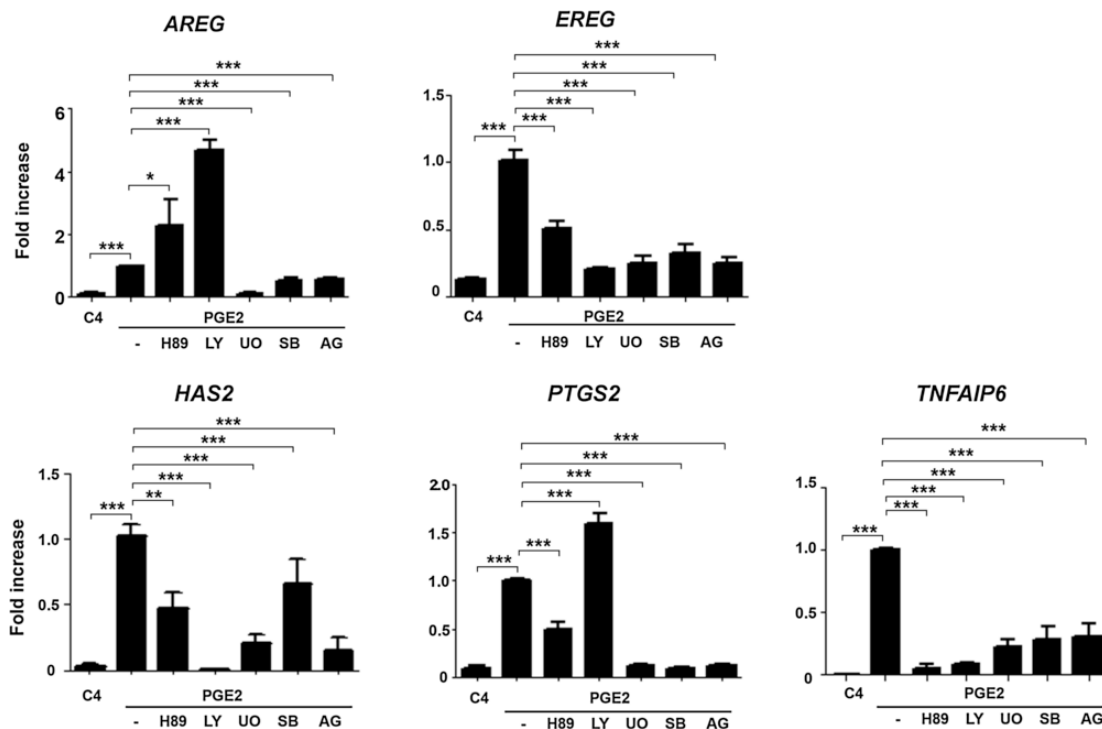 AREG
***
***
***
***
*
***
Fold increase
6
4
2
0
C4
PGE2
- H89 LY UO SB AG
EREG
***
***
***
***
***
***
1.5
1.0
0.5
0
C4
PGE2
- H89 LY UO SB AG
HAS2
***
***
***
***
**
***
Fold increase
1.5
1.0
0.5
0
C4
PGE2
- H89 LY UO SB AG
PTGS2
***
***
***
***
***
***
2.0
1.5
1.0
0.5
0
C4
PGE2
- H89 LY UO SB AG
TNFAIP6
***
***
***
***
***
***
1.5
1.0
0.5
0
C4
PGE2
- H89 LY UO SB AG